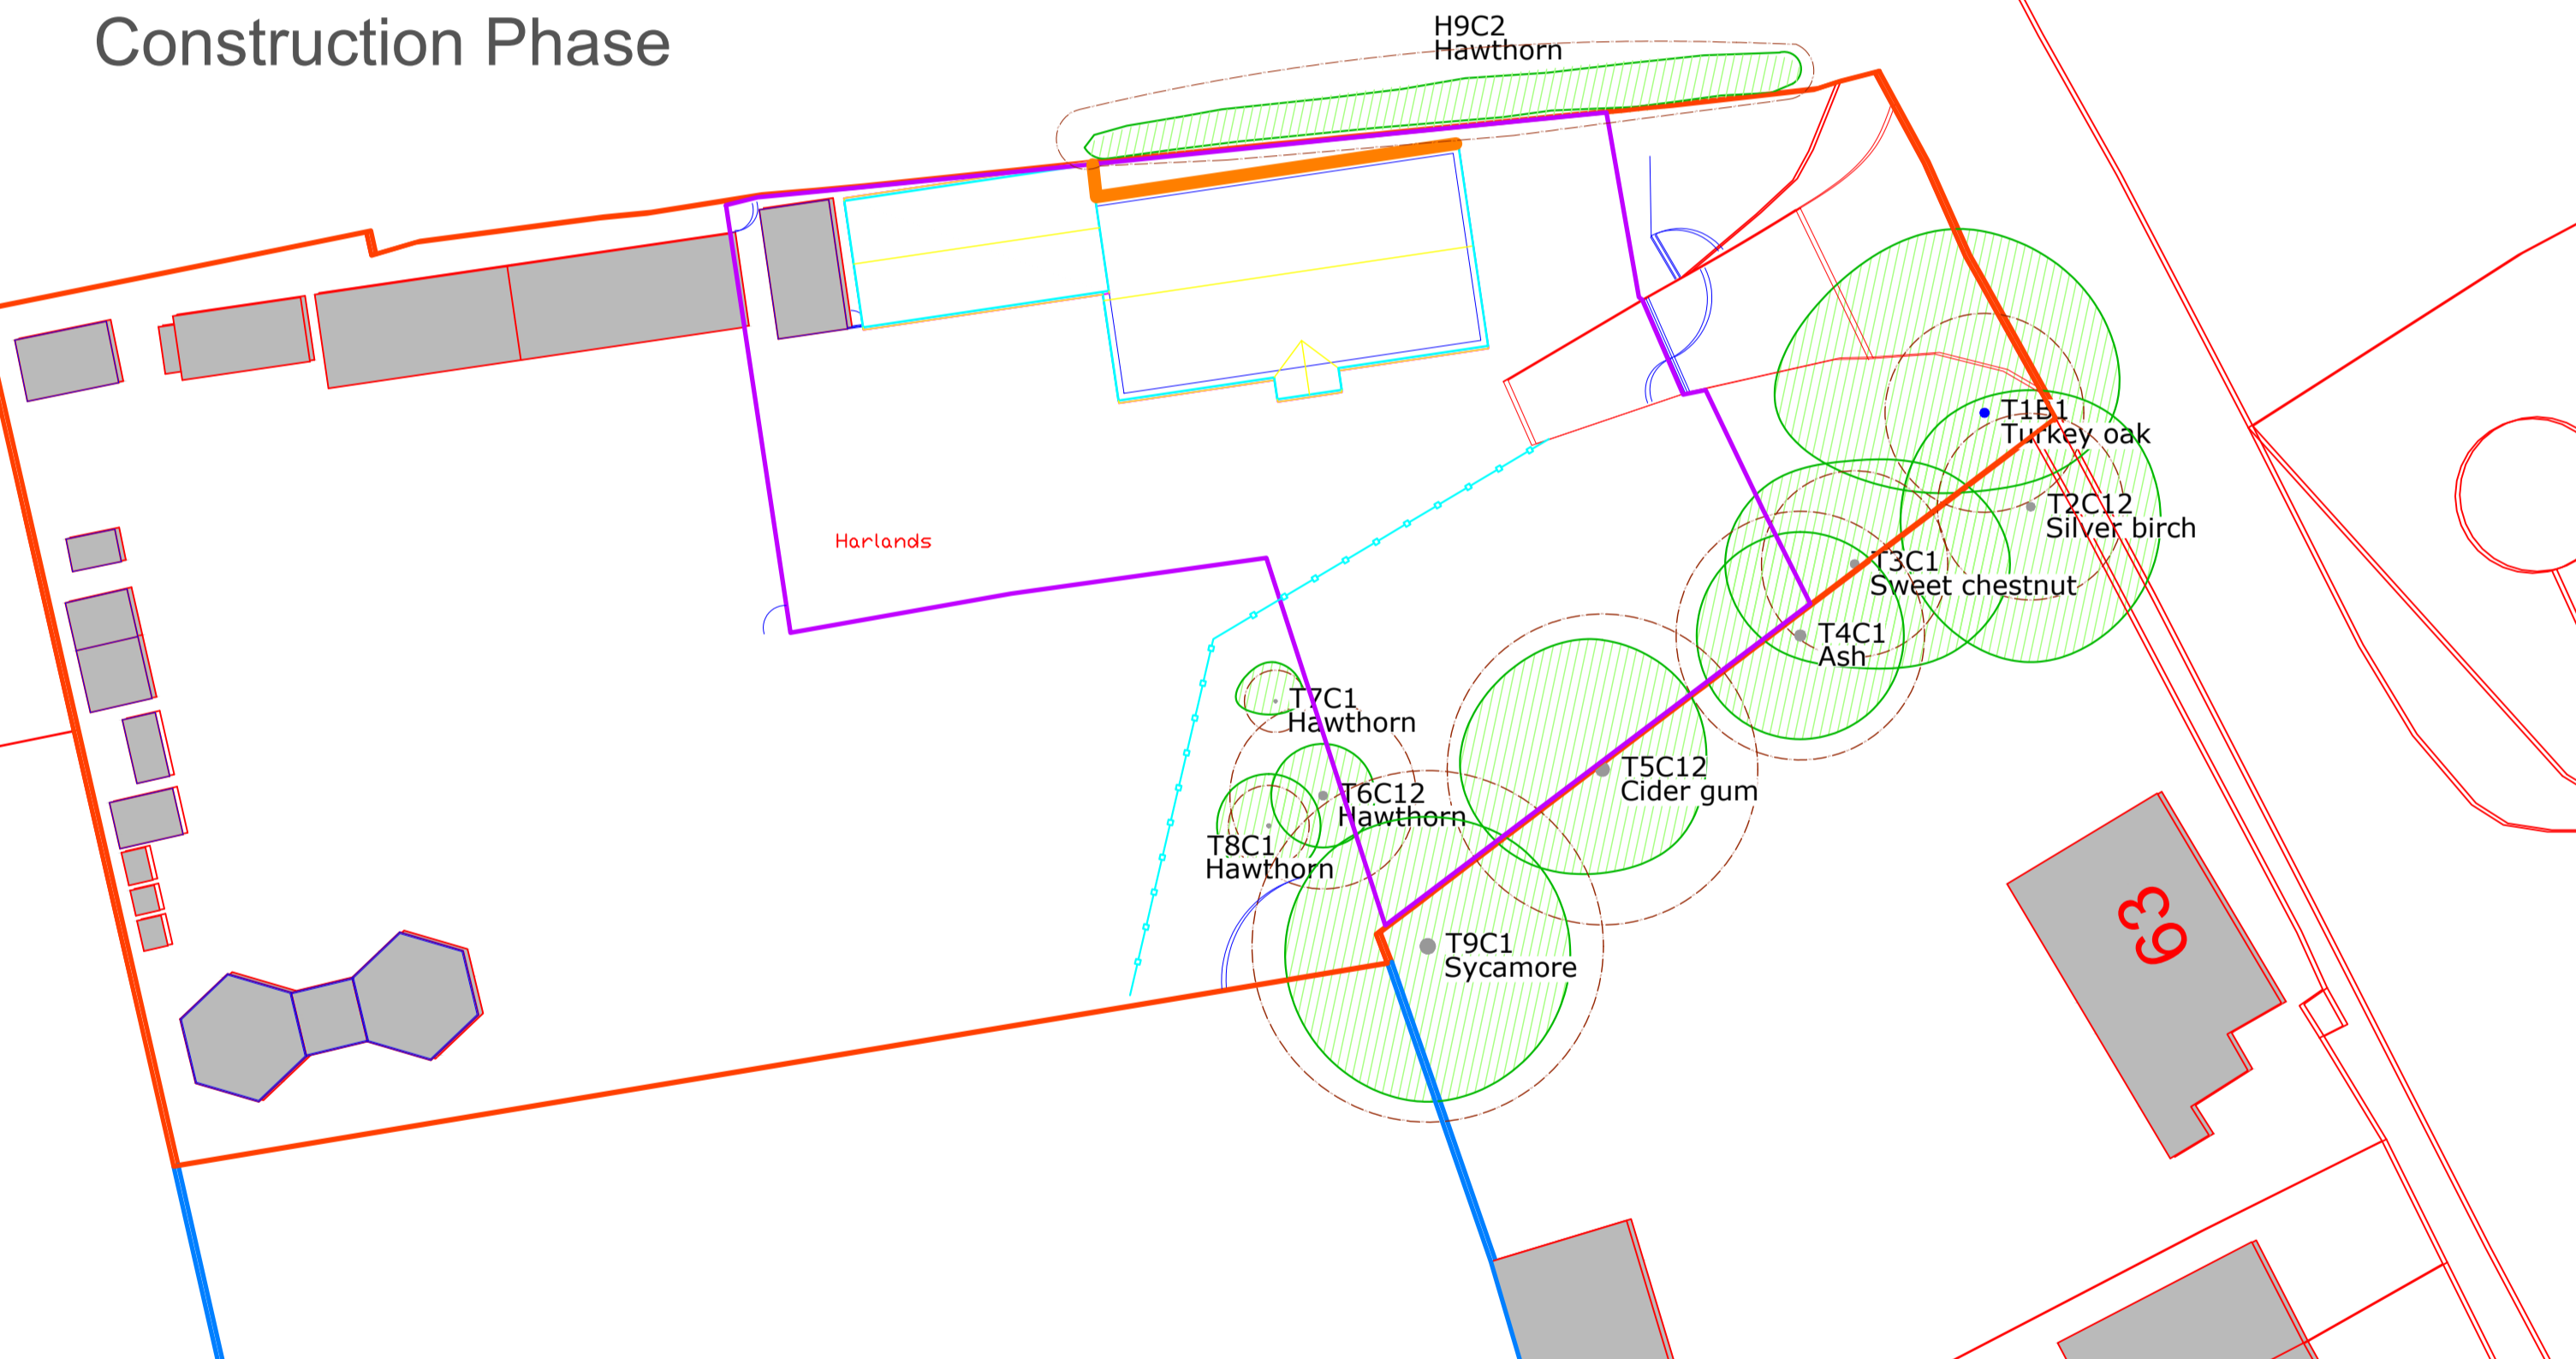 Construction Phase
H9C2
Hawthorn
T1B1
Turkey oak
T2C12
Silver birch
Harlands
T3C1
Sweet chestnut
T4C1
Ash
T7C1
Hawthorn
T5C12
Cider gum
T6C12
Hawthorn
T8C1
Hawthorn
T9C1
Sycamore
63